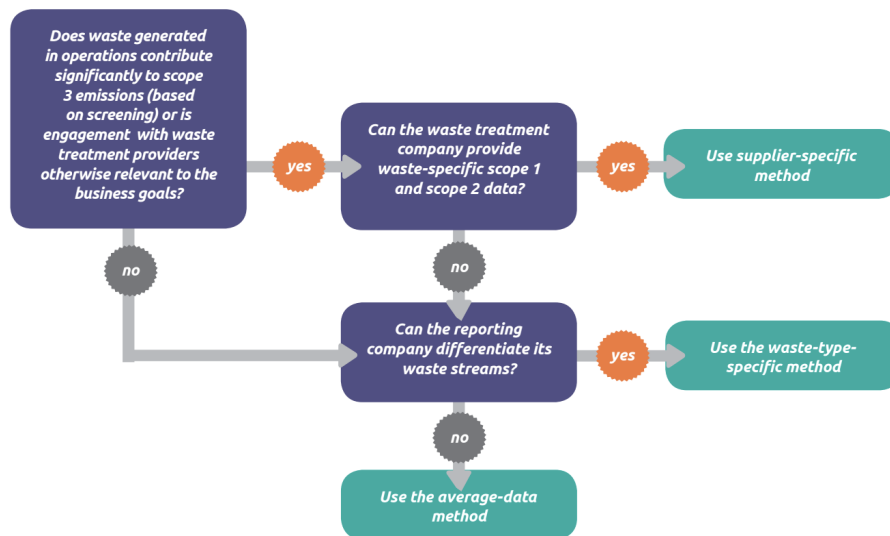 Does waste generated
in operations contribute
significantly to scope
3 emissions (based
on screening) or is
engagement with waste
treatment providers
otherwise relevant to the
business goals?
yes
Can the waste treatment
company provide
waste-specific scope 1
and scope 2 data?
yes
Use supplier-specific
method
no
no
Can the reporting
company differentiate its
waste streams?
yes
Use the waste-type-
specific method
no
Use the average-data
method